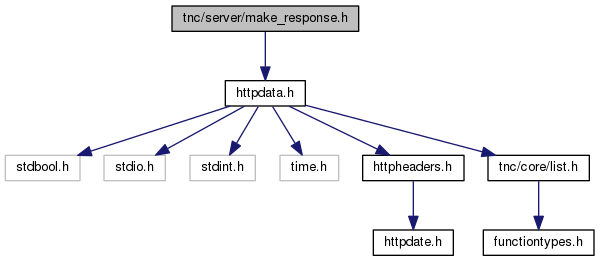 tnc/server/make_response.h
httpdata.h
stdbool.h
stdio.h
stdint.h
time.h
httpheaders.h
tnc/core/list.h
httpdate.h
functiontypes.h